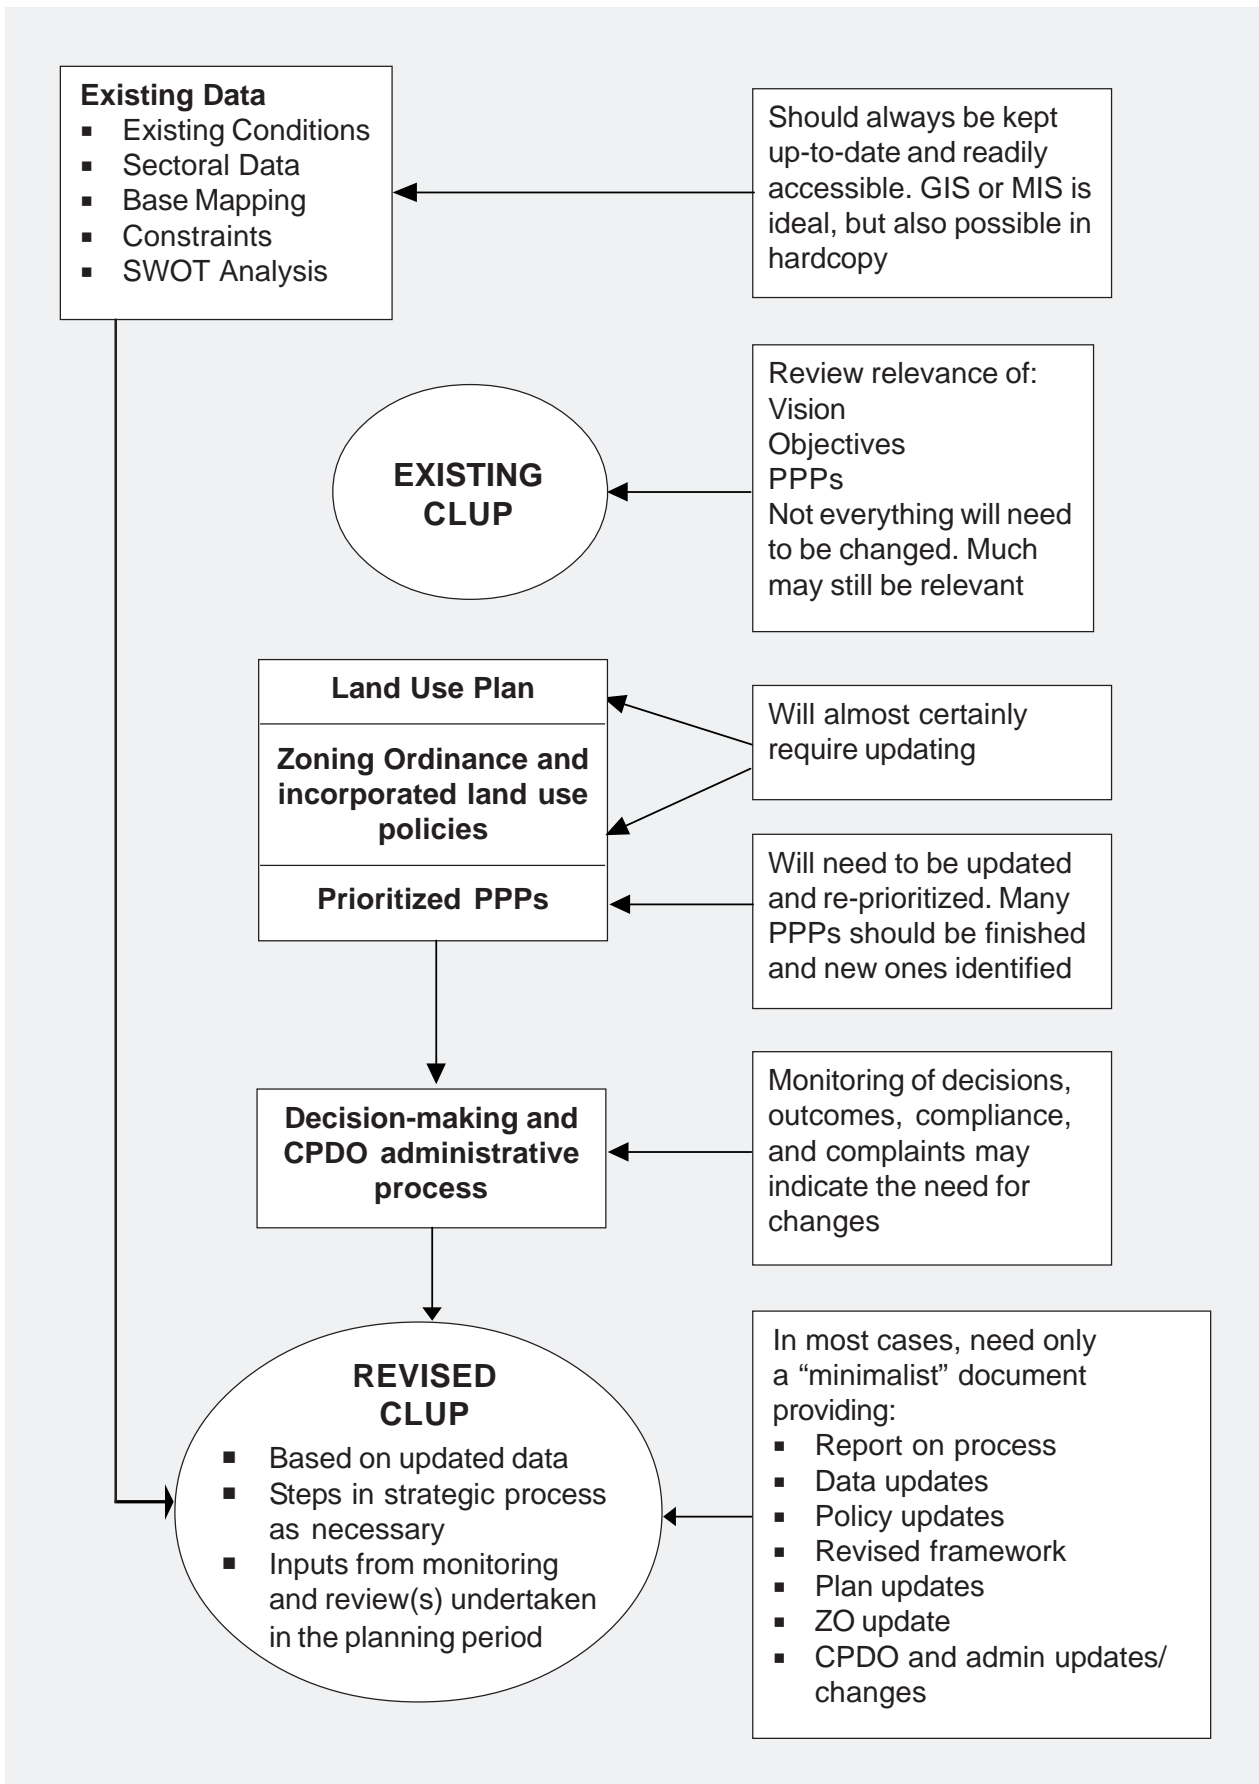 Existing Data
▪ Existing Conditions
▪ Sectoral Data
▪ Base Mapping
▪ Constraints
▪ SWOT Analysis
Should always be kept
up-to-date and readily
accessible. GIS or MIS is
ideal, but also possible in
hardcopy
EXISTING
CLUP
Review relevance of:
Vision
Objectives
PPPs
Not everything will need
to be changed. Much
may still be relevant
Land Use Plan
Zoning Ordinance and
incorporated land use
policies
Prioritized PPPs
Will almost certainly
require updating
Will need to be updated
and re-prioritized. Many
PPPs should be finished
and new ones identified
Decision-making and
CPDO administrative
process
Monitoring of decisions,
outcomes, compliance,
and complaints may
indicate the need for
changes
REVISED
CLUP
▪ Based on updated data
▪ Steps in strategic process
as necessary
▪ Inputs from monitoring
and review(s) undertaken
in the planning period
In most cases, need only
a “minimalist” document
providing:
▪ Report on process
▪ Data updates
▪ Policy updates
▪ Revised framework
▪ Plan updates
▪ ZO update
▪ CPDO and admin updates/
changes